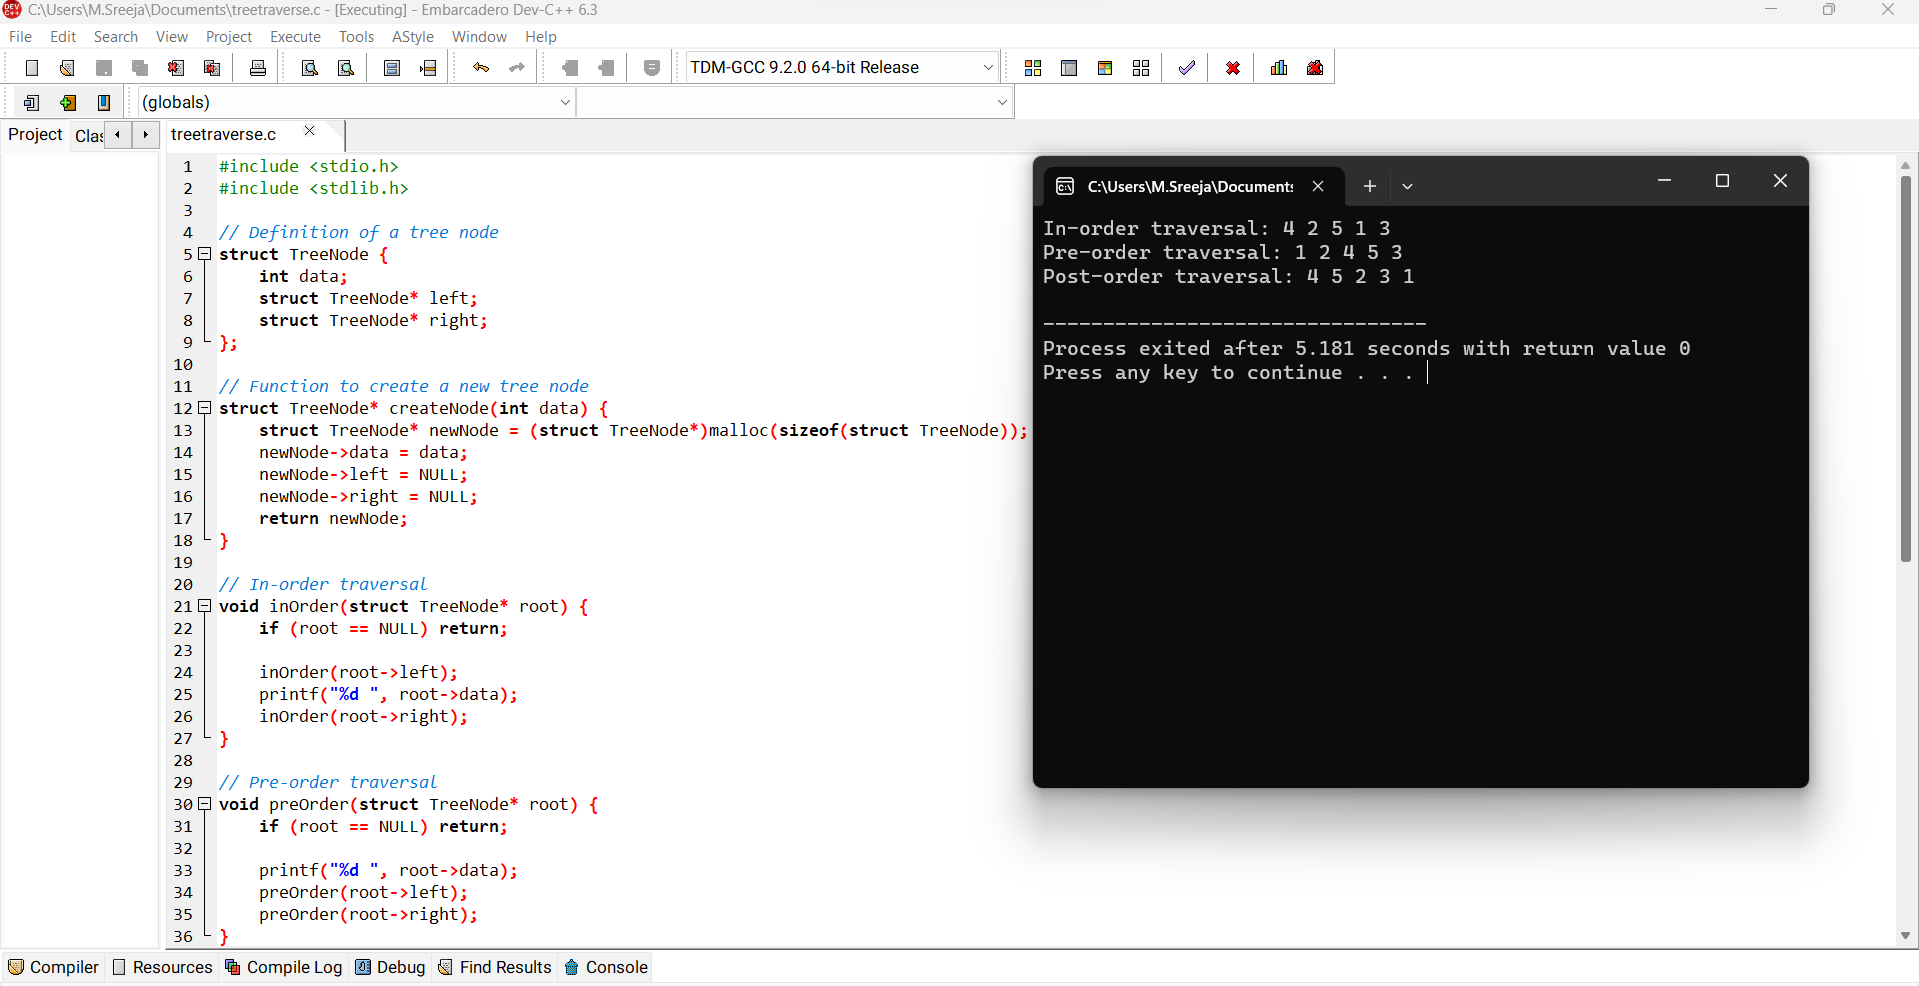 C:\Users\M.Sreeja\Documents\treetraverse.c - [Executing] - Embarcadero Dev-C++ 6.3
File Edit Search View Project Execute Tools AStyle Window Help
TDM-GCC 9.2.0 64-bit Release
(globals)
Project Clas
treetraverse.c
1 #include <stdio.h>
2 #include <stdlib.h>
3
4 // Definition of a tree node
5 struct TreeNode {
6     int data;
7     struct TreeNode* left;
8     struct TreeNode* right;
9 };
10
11 // Function to create a new tree node
12 struct TreeNode* createNode(int data) {
13     struct TreeNode* newNode = (struct TreeNode*)malloc(sizeof(struct TreeNode));
14     newNode->data = data;
15     newNode->left = NULL;
16     newNode->right = NULL;
17     return newNode;
18 }
19
20 // In-order traversal
21 void inOrder(struct TreeNode* root) {
22     if (root == NULL) return;
23
24     inOrder(root->left);
25     printf("%d ", root->data);
26     inOrder(root->right);
27 }
28
29 // Pre-order traversal
30 void preOrder(struct TreeNode* root) {
31     if (root == NULL) return;
32
33     printf("%d ", root->data);
34     preOrder(root->left);
35     preOrder(root->right);
36 }
C:\Users\M.Sreeja\Documents
In-order traversal: 4 2 5 1 3
Pre-order traversal: 1 2 4 5 3
Post-order traversal: 4 5 2 3 1
--------------------------------
Process exited after 5.181 seconds with return value 0
Press any key to continue . . .
Compiler Resources Compile Log Debug Find Results Console